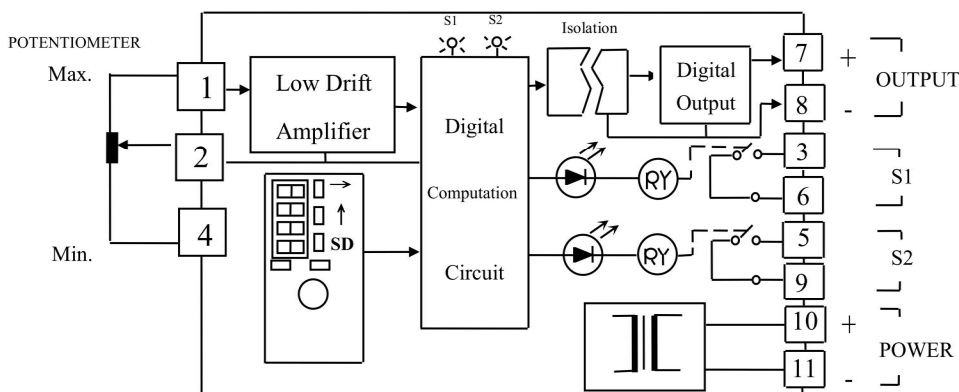 S1
S2
Isolation
POTENTIOMETER
Max.
1
Low Drift
Amplifier
2
4
Min.
SD
Digital
Computation
Circuit
Digital
Output
RY
RY
7
8
3
6
5
9
10
11
+
-
OUTPUT
S1
S2
+
-
POWER